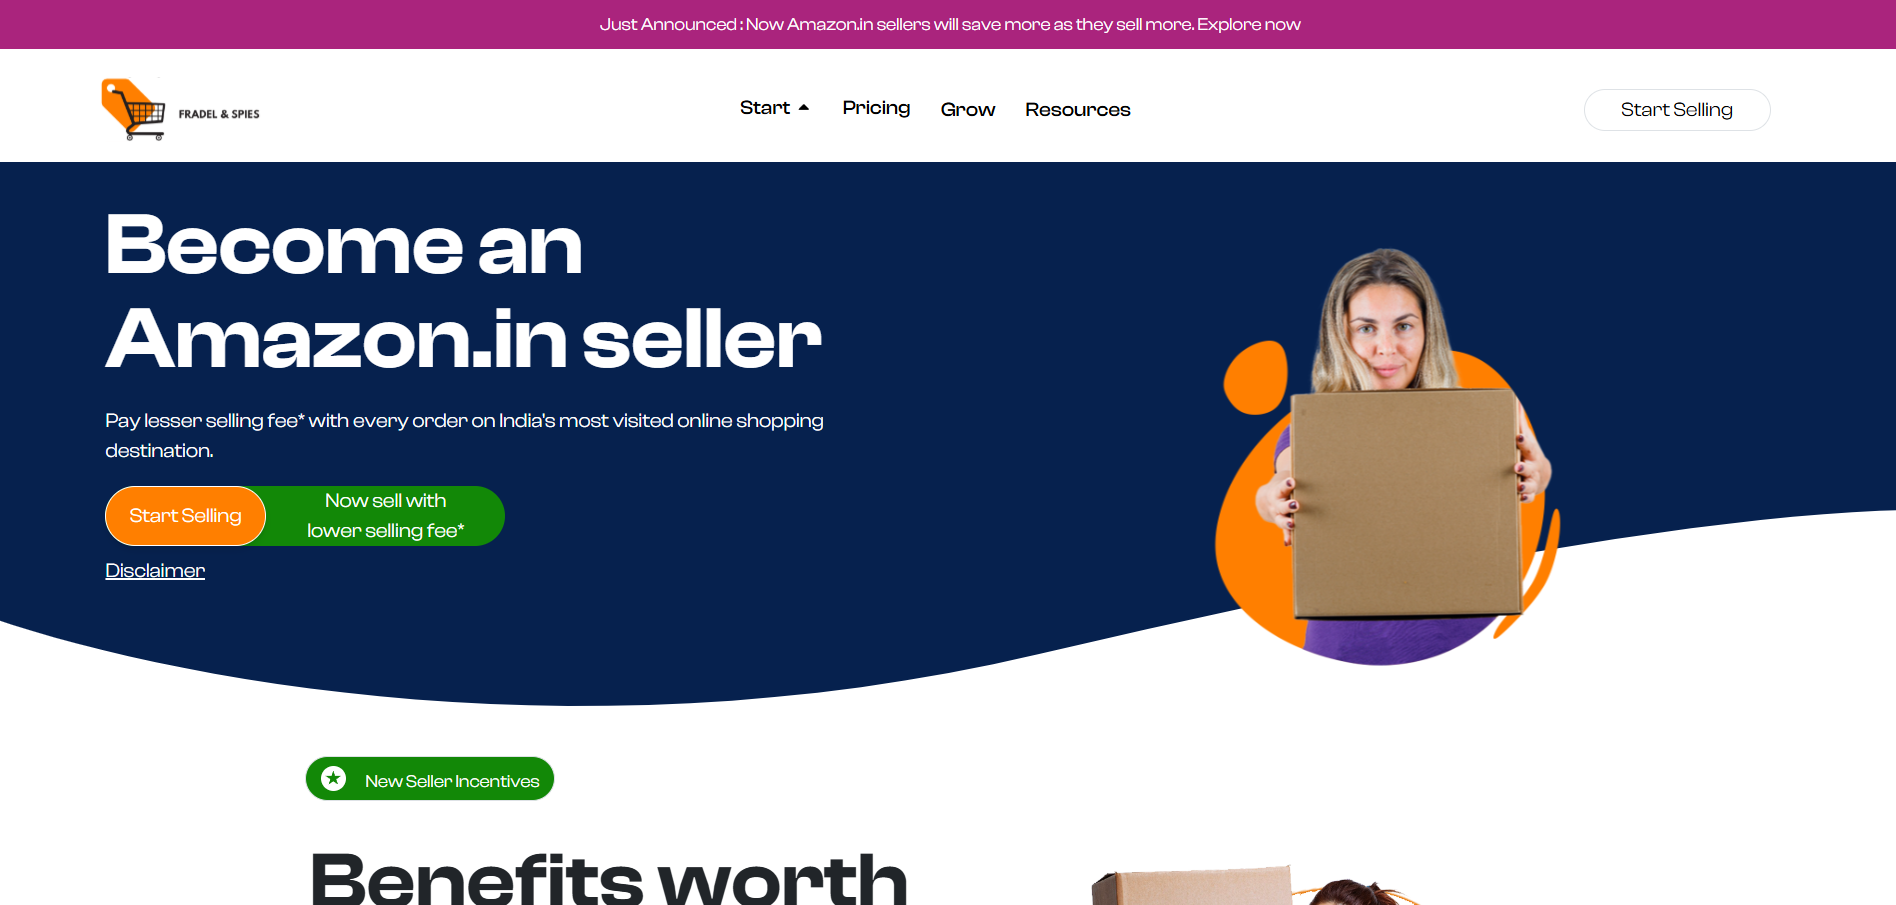 Just Announced : Now Amazon.in sellers will save more as they sell more. Explore now
FRADEL & SPIES
Start
Pricing
Grow
Resources
Start Selling
Become an
Amazon.in seller
Pay lesser selling fee* with every order on India's most visited online shopping
destination.
Start Selling
Now sell with
lower selling fee*
Disclaimer
New Seller Incentives
Benefits worth